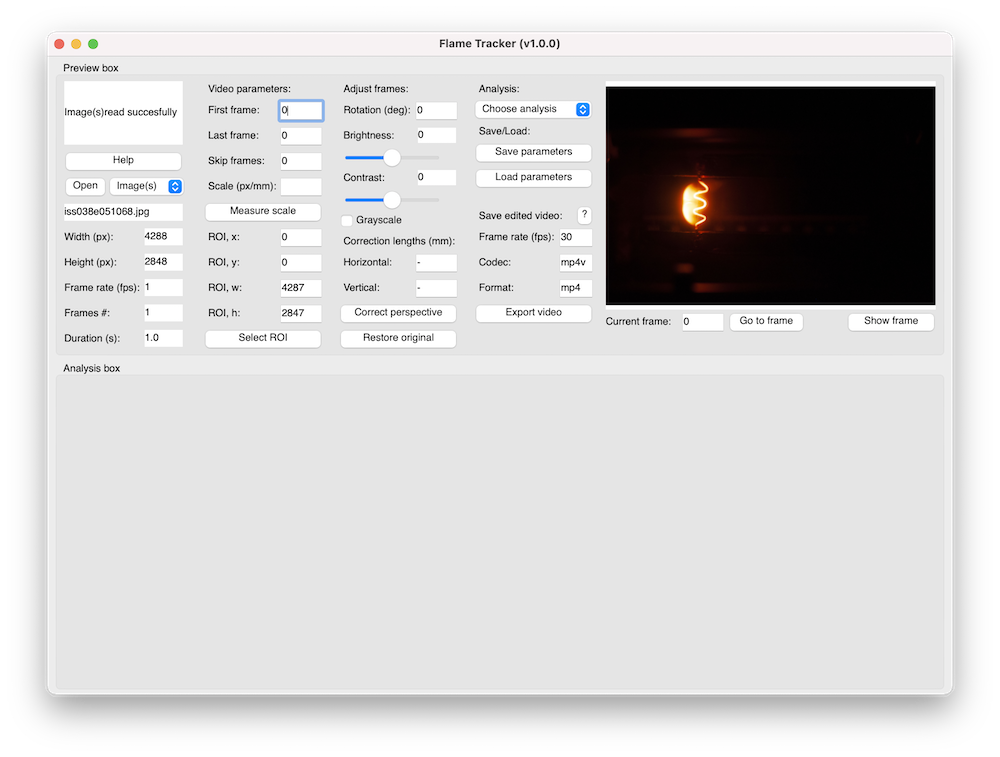 Flame Tracker (v1.0.0)
Preview box
Image(s)read succesfully
Help
Open
Image(s)
iss038e051068.jpg
Width (px): 4288
Height (px): 2848
Frame rate (fps): 1
Frames #: 1
Duration (s): 1.0
Video parameters:
First frame: 0
Last frame: 0
Skip frames: 0
Scale (px/mm):
Measure scale
ROI, x: 0
ROI, y: 0
ROI, w: 4287
ROI, h: 2847
Select ROI
Adjust frames:
Rotation (deg): 0
Brightness: 0
Contrast: 0
Grayscale
Correction lengths (mm):
Horizontal: -
Vertical: -
Correct perspective
Restore original
Analysis:
Choose analysis
Save/Load:
Save parameters
Load parameters
Save edited video: ?
Frame rate (fps): 30
Codec: mp4v
Format: mp4
Export video
Current frame: 0
Go to frame
Show frame
Analysis box